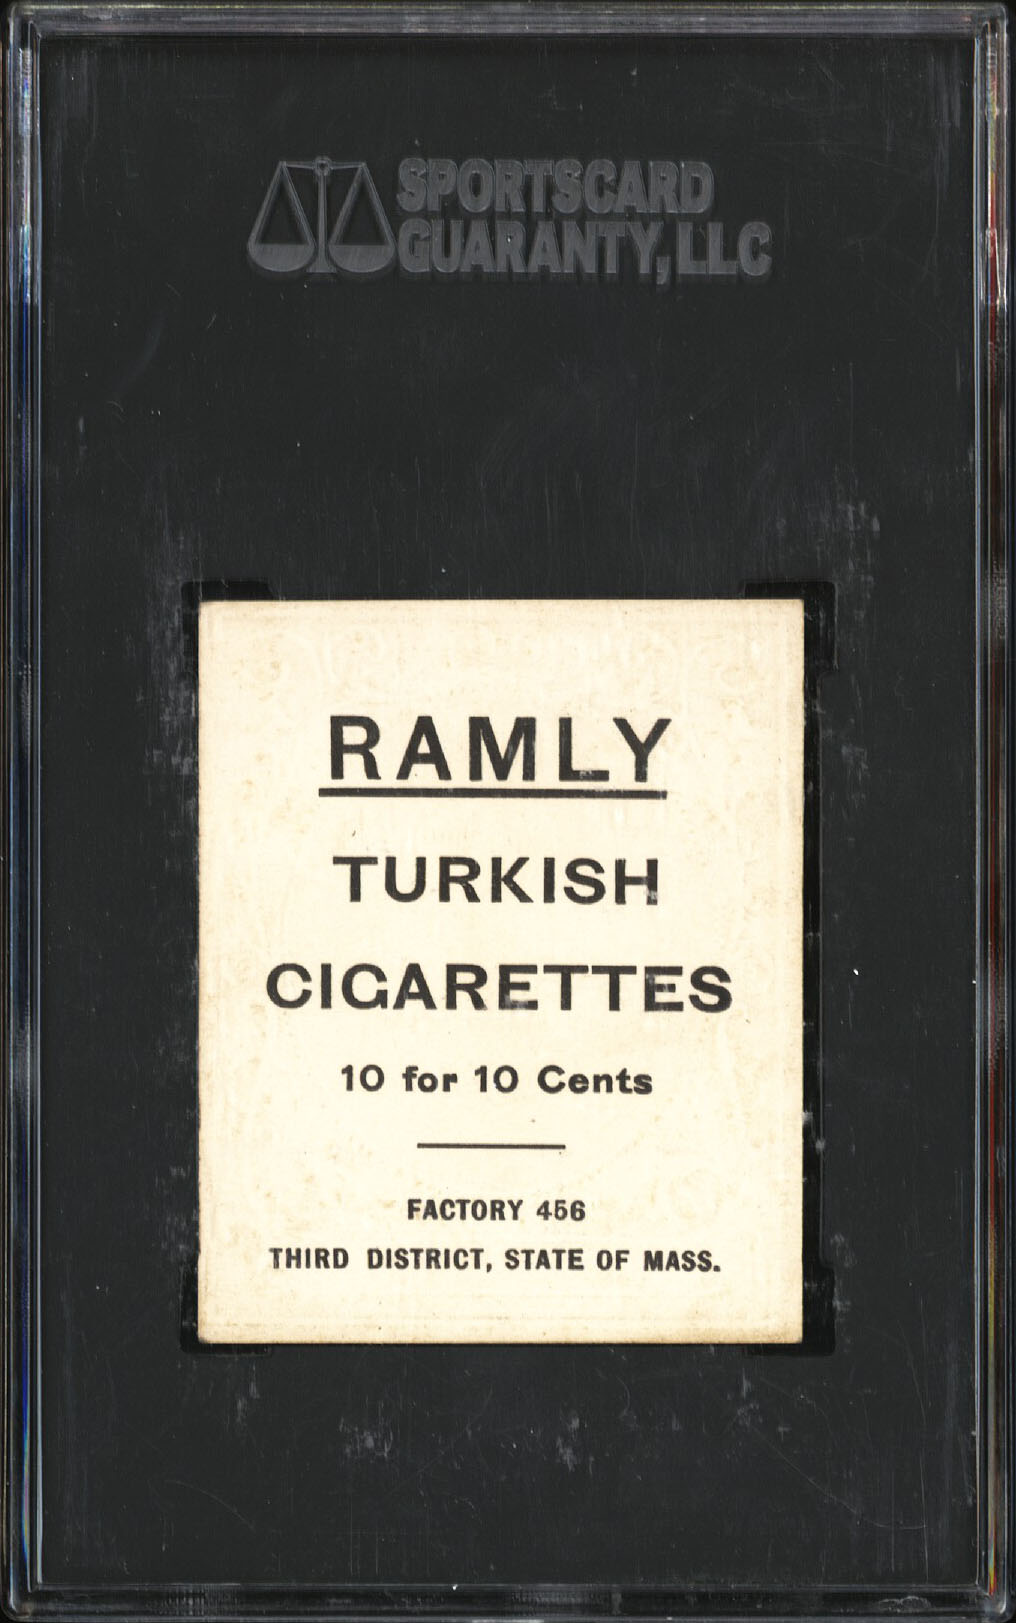 SPORTSCARD
GUARANTY, LLC
RAMLY
TURKISH
CIGARETTES
10 for 10 Cents
FACTORY 456
THIRD DISTRICT, STATE OF MASS.